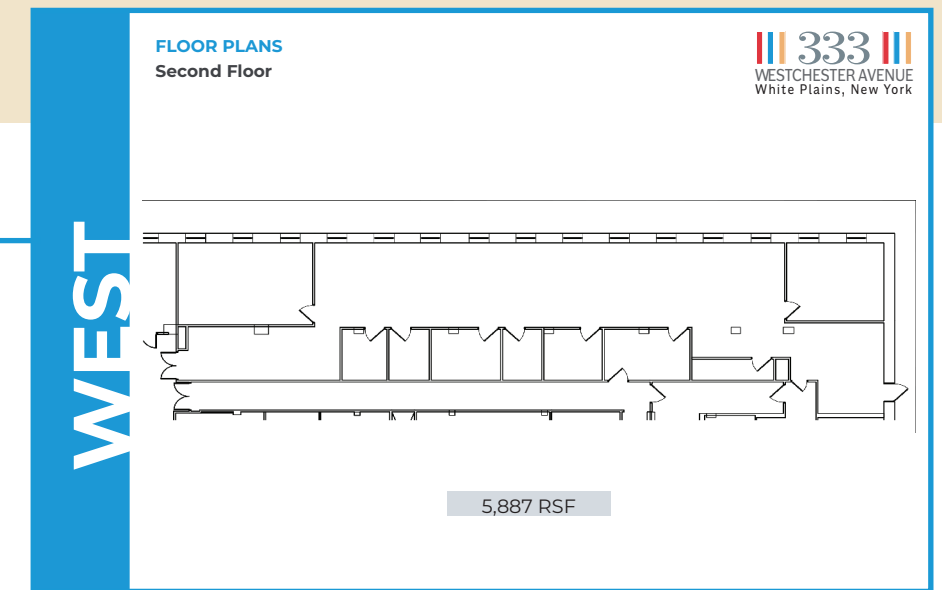 FLOOR PLANS
Second Floor
333
WESTCHESTER AVENUE
White Plains, New York
WEST
5,887 RSF